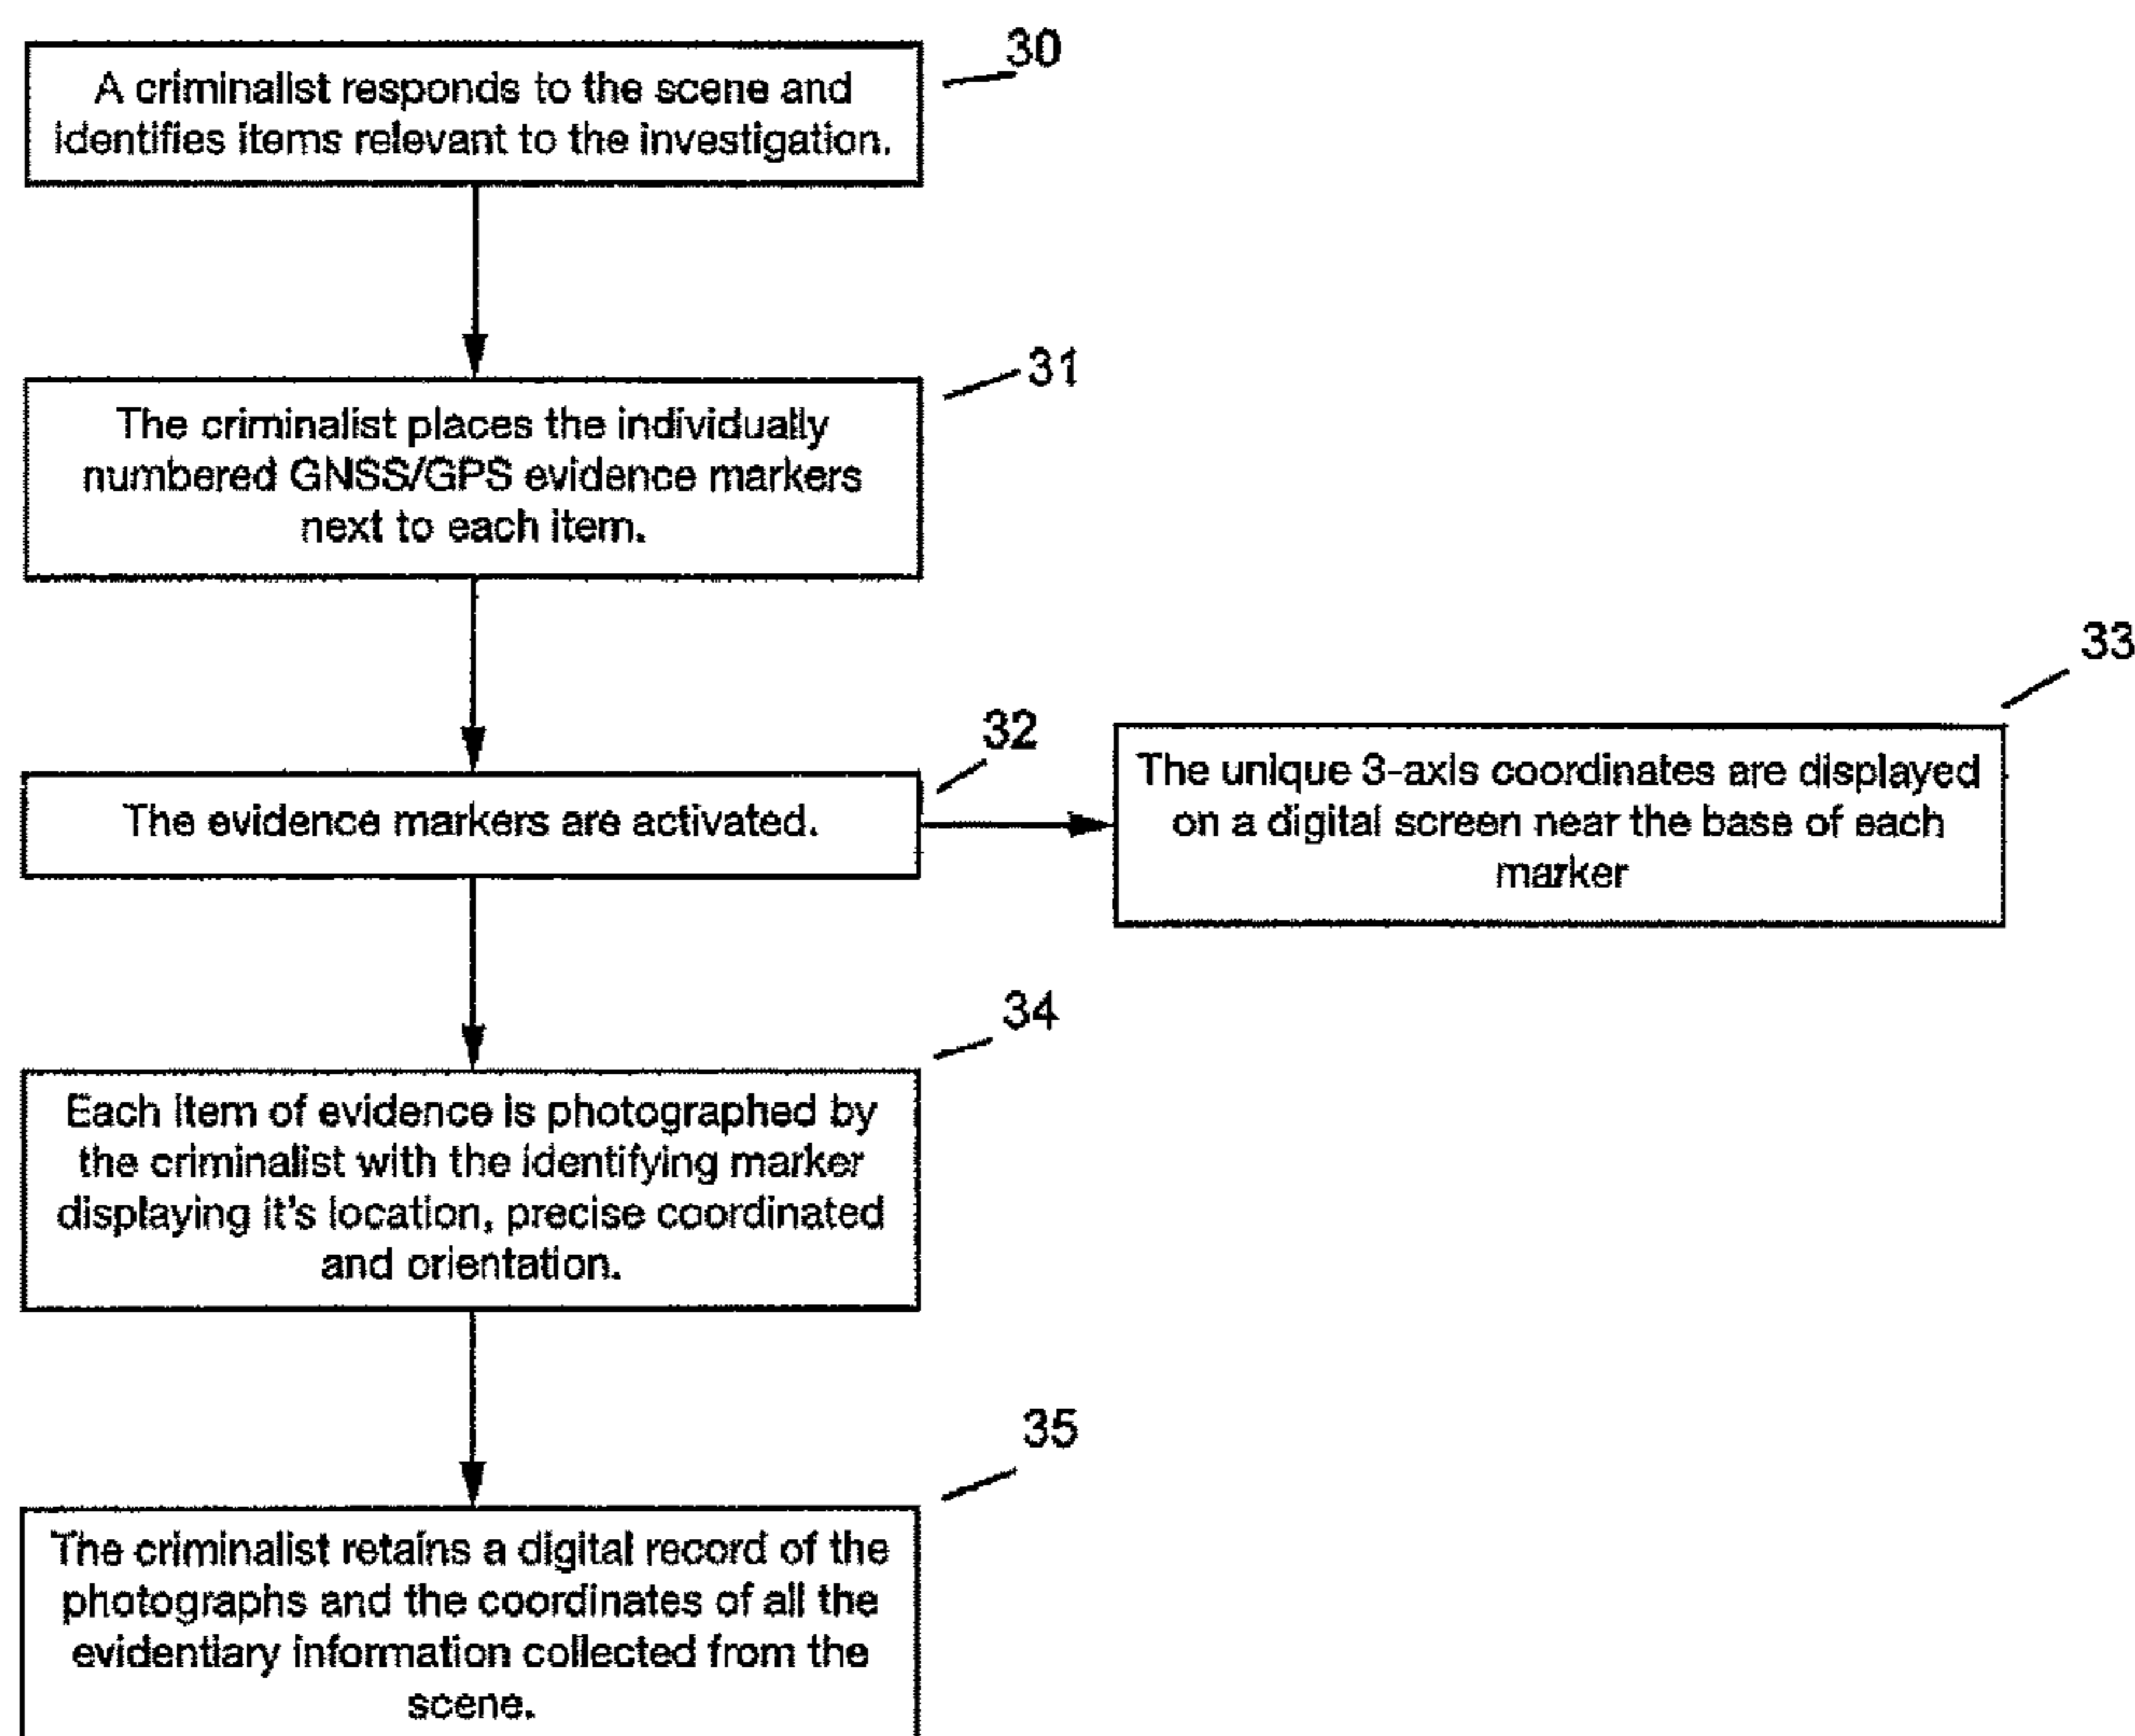 30
A criminalist responds to the scene and
identifies items relevant to the investigation.
31
The criminalist places the individually
numbered GNSS/GPS evidence markers
next to each item.
32
The evidence markers are activated.
33
The unique 3-axis coordinates are displayed
on a digital screen near the base of each
marker
34
Each item of evidence is photographed by
the criminalist with the identifying marker
displaying it's location, precise coordinated
and orientation.
35
The criminalist retains a digital record of the
photographs and the coordinates of all the
evidentiary information collected from the
scene.